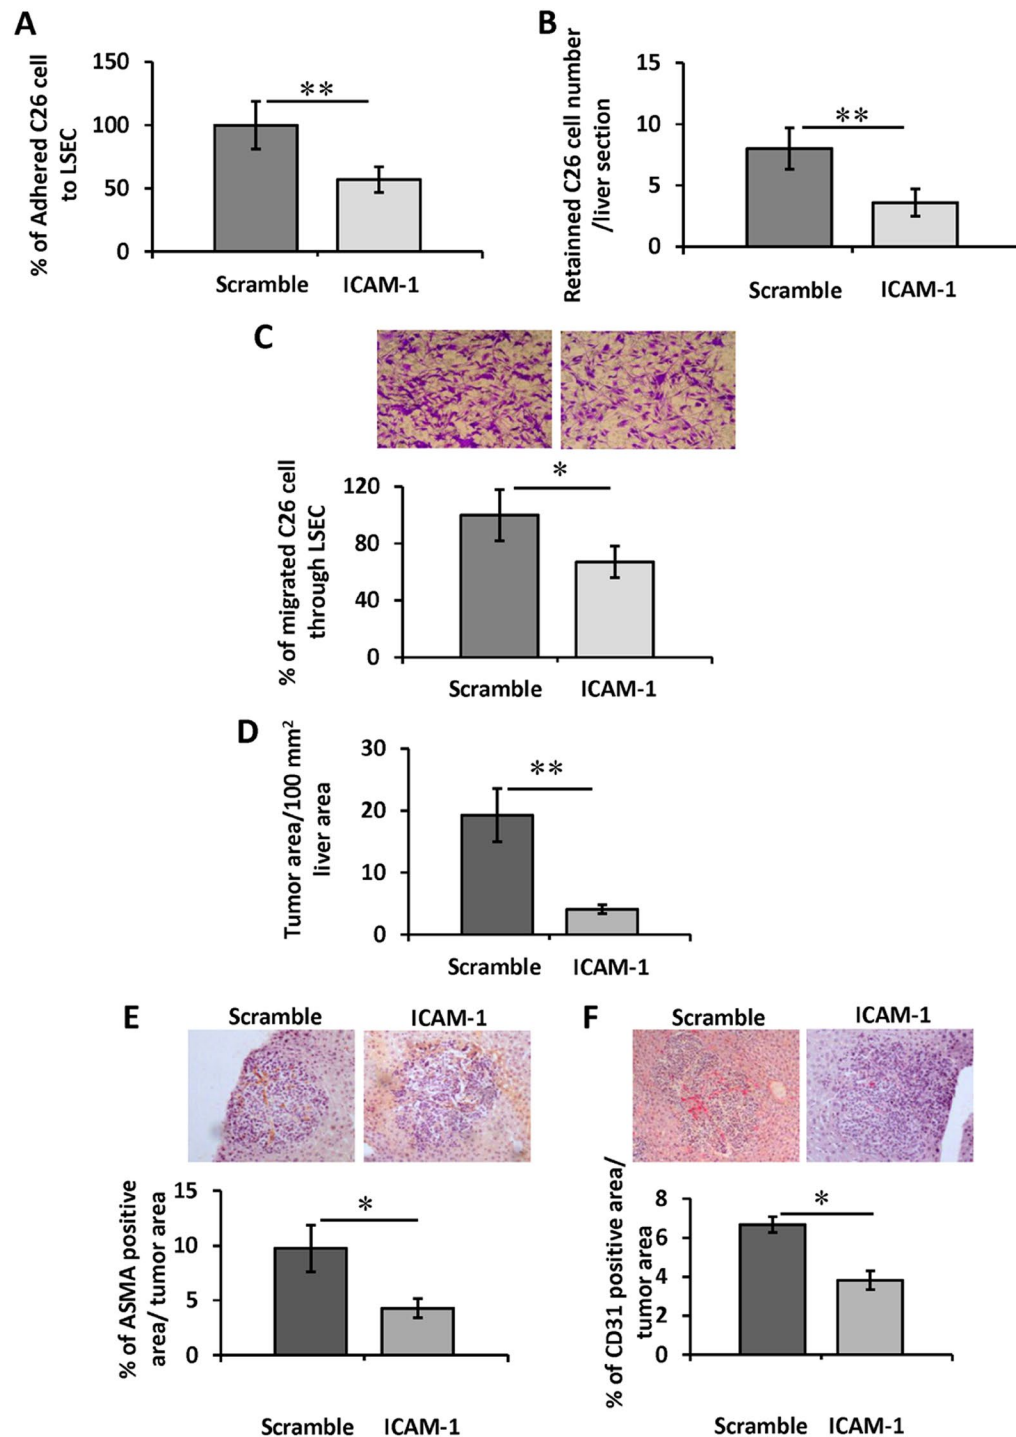 A
% of Adhered C26 cell
to LSEC
150
100
50
0
**
Scramble
ICAM-1
B
Retainned C26 cell number
/liver section
15
10
5
0
**
Scramble
ICAM-1
C
% of migrated C26 cell
through LSEC
120
80
40
0
*
Scramble
ICAM-1
D
Tumor area/100 mm²
liver area
30
20
10
0
**
Scramble
ICAM-1
E
Scramble
ICAM-1
% of ASMA positive
area/ tumor area
15
10
5
0
*
Scramble
ICAM-1
F
Scramble
ICAM-1
% of CD31 positive area/
tumor area
8
6
4
2
0
*
Scramble
ICAM-1